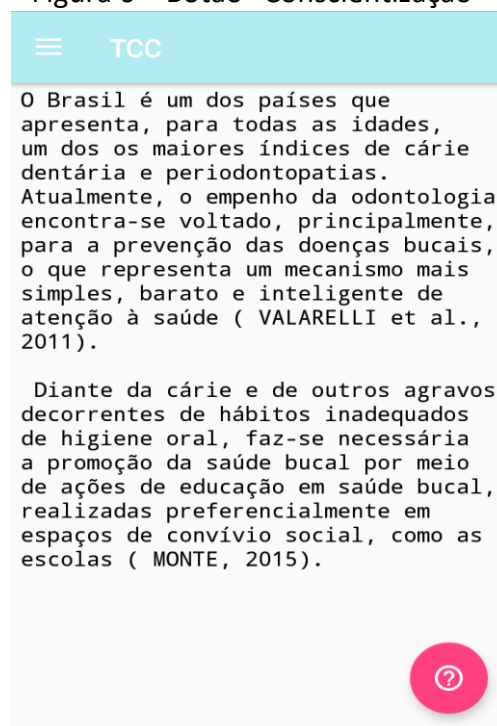 TCC
O Brasil é um dos países que
apresenta, para todas as idades,
um dos os maiores índices de cárie
dentária e periodontopatias.
Atualmente, o empenho da odontologia
encontra-se voltado, principalmente,
para a prevenção das doenças bucais,
o que representa um mecanismo mais
simples, barato e inteligente de
atenção à saúde ( VALARELLI et al.,
2011).
Diante da cárie e de outros agravos
decorrentes de hábitos inadequados
de higiene oral, faz-se necessária
a promoção da saúde bucal por meio
de ações de educação em saúde bucal,
realizadas preferencialmente em
espaços de convívio social, como as
escolas ( MONTE, 2015).
?